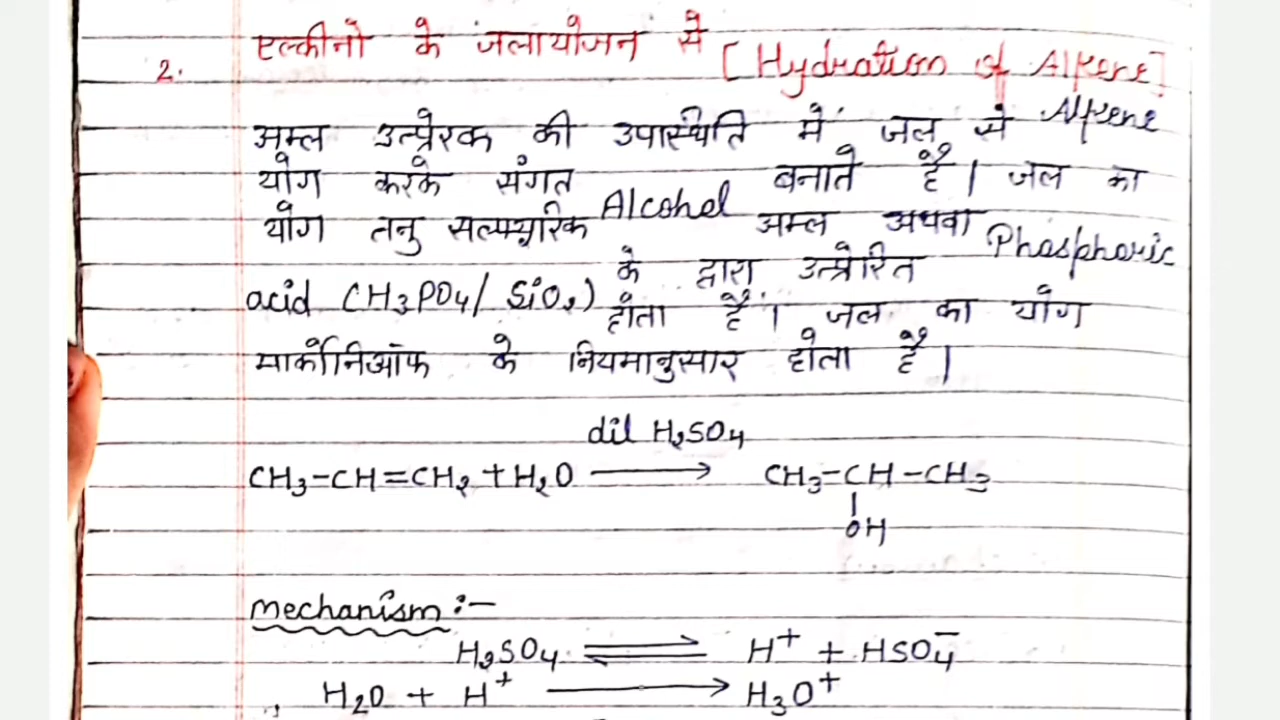 2. एल्कीनो के जलायोजन से [Hydration of Alkene]
अम्ल उत्प्रेरक की उपास्थिति में जल से Alkene
योग करके संगत Alcohol बनाते है। जल का
योग तनु सल्फ्यूरिक अम्ल अथवा Phosphoric
acid (H3PO4/ SiO2) के द्वारा उत्प्रेरित
होता है। जल का योग
मार्कोनिऑफ के नियमानुसार होता है।
dil H2SO4
CH3-CH=CH2 + H2O ⟶ CH3-CH-CH3
|
OH
Mechanism :-
H2SO4 ⇌ H+ + HSO4-
H2O + H+ ⟶ H3O+